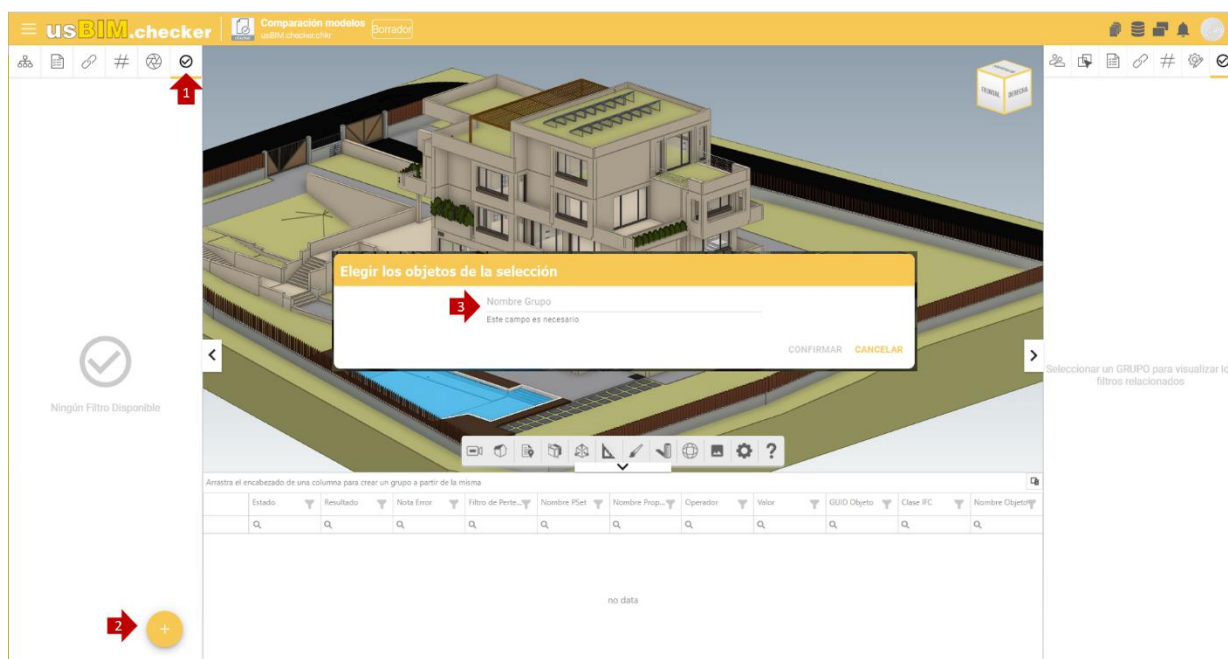 usBIM.checker
Comparación modelos
usBIM.checker.chkr
Borrador
1
FRONTAL
DERECHA
Elegir los objetos de la selección
3
Nombre Grupo
Este campo es necesario
CONFIRMAR CANCELAR
Ningún Filtro Disponible
Seleccionar un GRUPO para visualizar lo
filtros relacionados
Arrastra el encabezado de una columna para crear un grupo a partir de la misma
Estado Resultado Nota Error Filtro de Perte... Nombre PSet Nombre Prop... Operador Valor GUID Objeto Clase IFC Nombre Objeto
no data
2